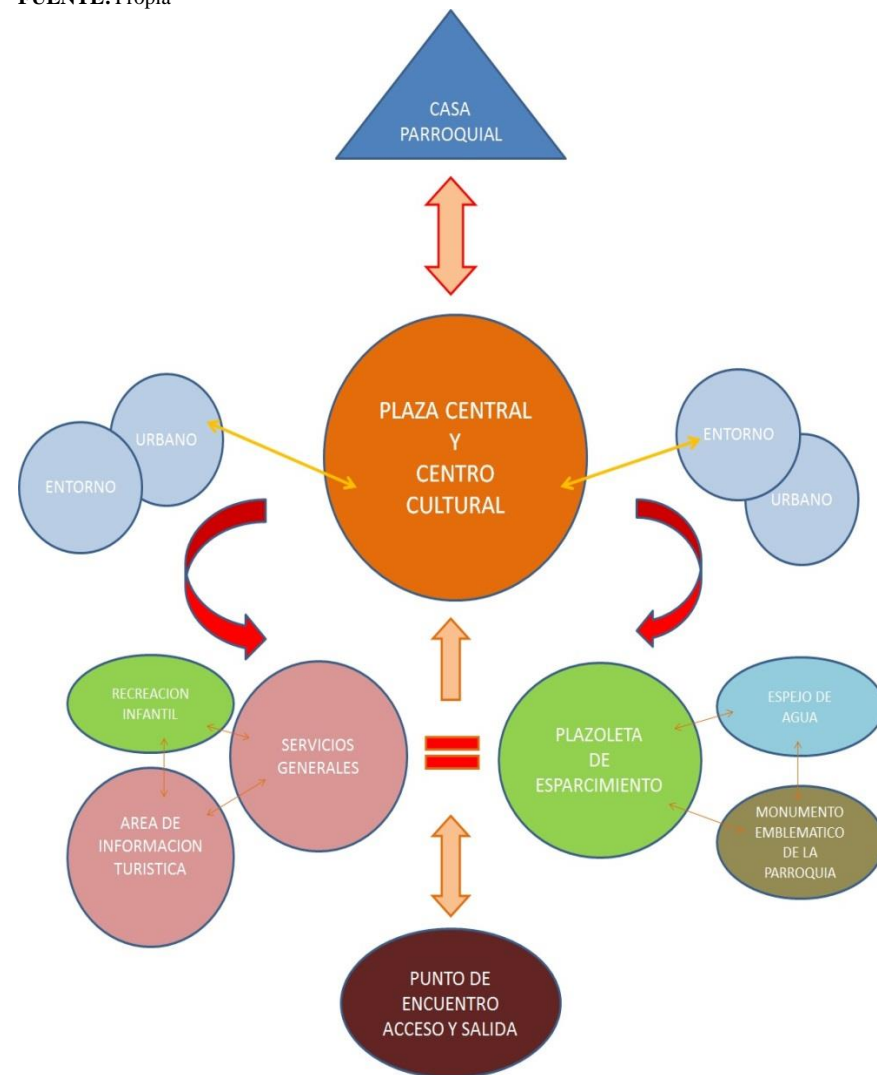 FUENTE: Propia
CASA
PARROQUIAL
PLAZA CENTRAL
Y
CENTRO
CULTURAL
URBANO
ENTORNO
ENTORNO
URBANO
RECREACION
INFANTIL
SERVICIOS
GENERALES
AREA DE
INFORMACION
TURISTICA
PLAZOLETA
DE
ESPARCIMIENTO
ESPEJO DE
AGUA
MONUMENTO
EMBLEMATICO
DE LA
PARROQUIA
PUNTO DE
ENCUENTRO
ACCESO Y SALIDA